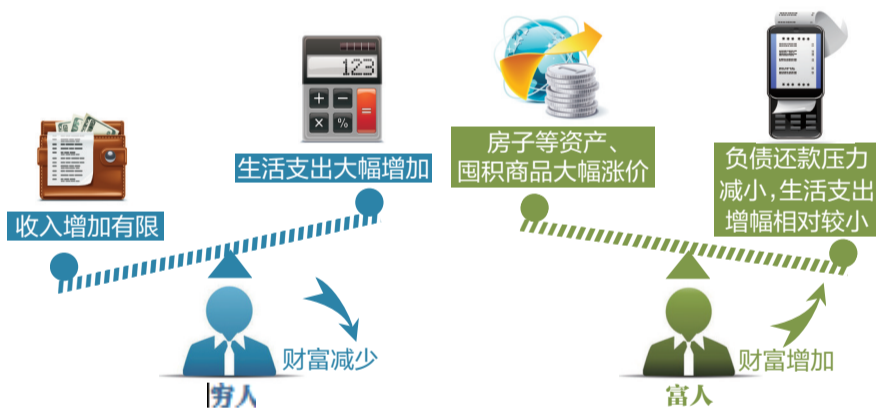 123
生活支出大幅增加
收入增加有限
财富减少
穷人
房子等资产、
囤积商品大幅涨价
负债还款压力
减小,生活支出
增幅相对较小
财富增加
富人